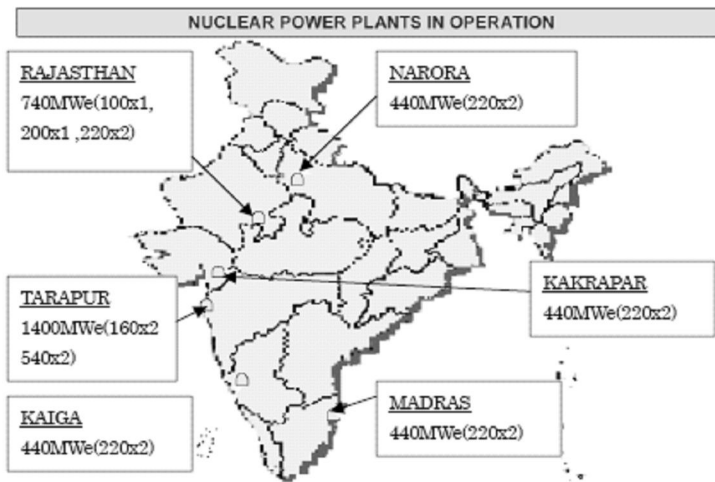 NUCLEAR POWER PLANTS IN OPERATION
RAJASTHAN
740MWe(100x1,
200x1 ,220x2)
NARORA
440MWe(220x2)
TARAPUR
1400MWe(160x2
540x2)
KAKRAPAR
440MWe(220x2)
KAIGA
440MWe(220x2)
MADRAS
440MWe(220x2)